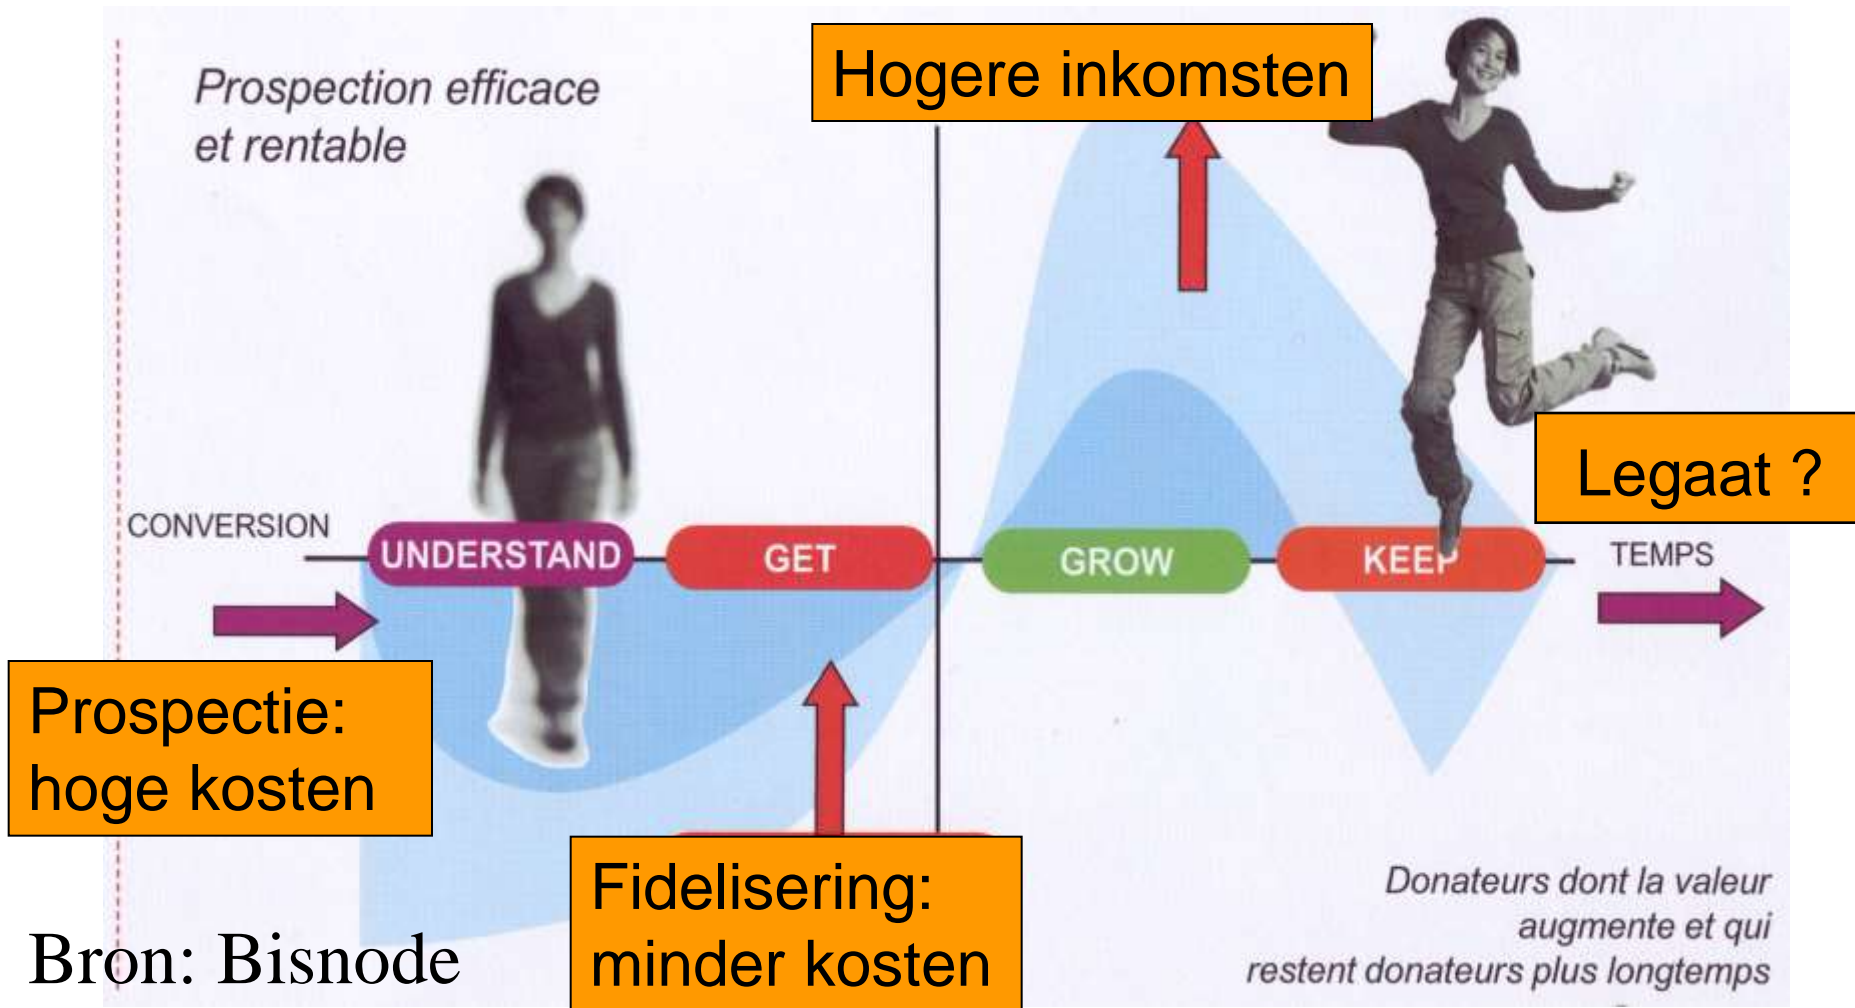 Prospection efficace
et rentable
Hogere inkomsten
Legaat ?
CONVERSION
UNDERSTAND
GET
GROW
KEEP
TEMPS
Prospectie:
hoge kosten
Fidelisering:
minder kosten
Donateurs dont la valeur
augmente et qui
restent donateurs plus longtemps
Bron: Bisnode